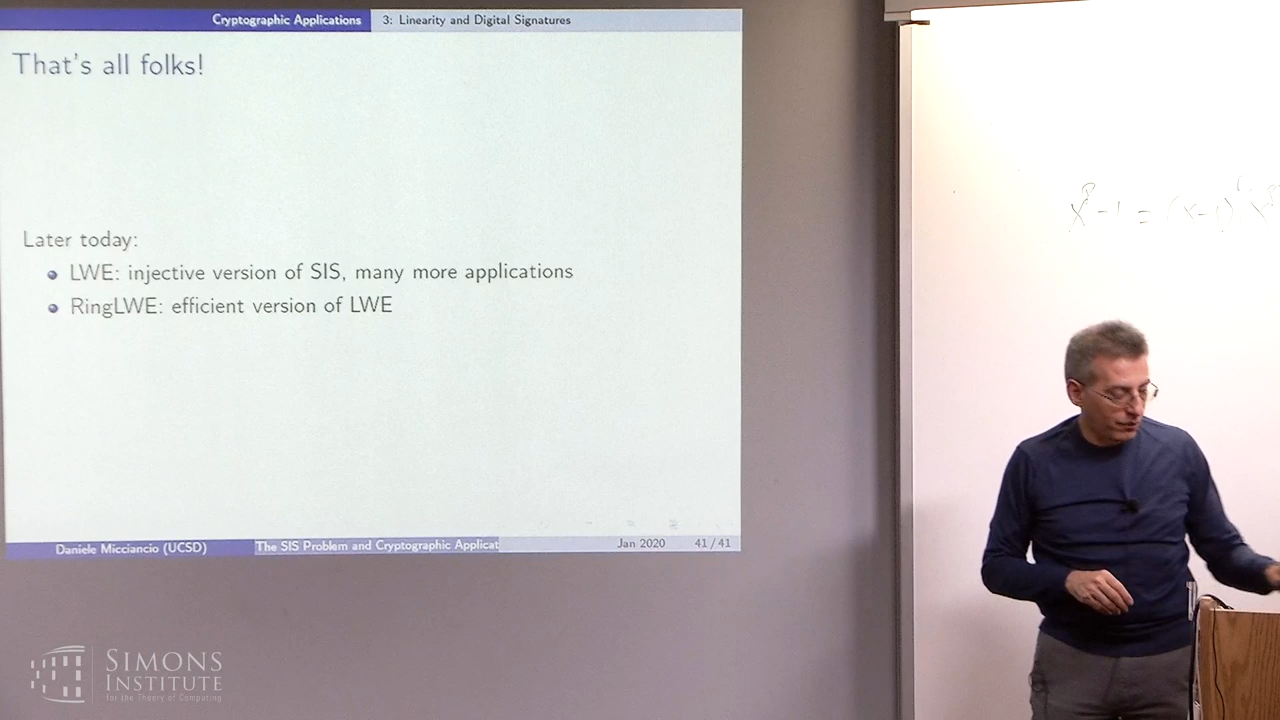 Cryptographic Applications 3: Linearity and Digital Signatures
That's all folks!
Later today:
LWE: injective version of SIS, many more applications
RingLWE: efficient version of LWE
Daniele Micciancio (UCSD) The SIS Problem and Cryptographic Applicat Jan 2020 41 / 41
SIMONS
INSTITUTE
for the Theory of Computing